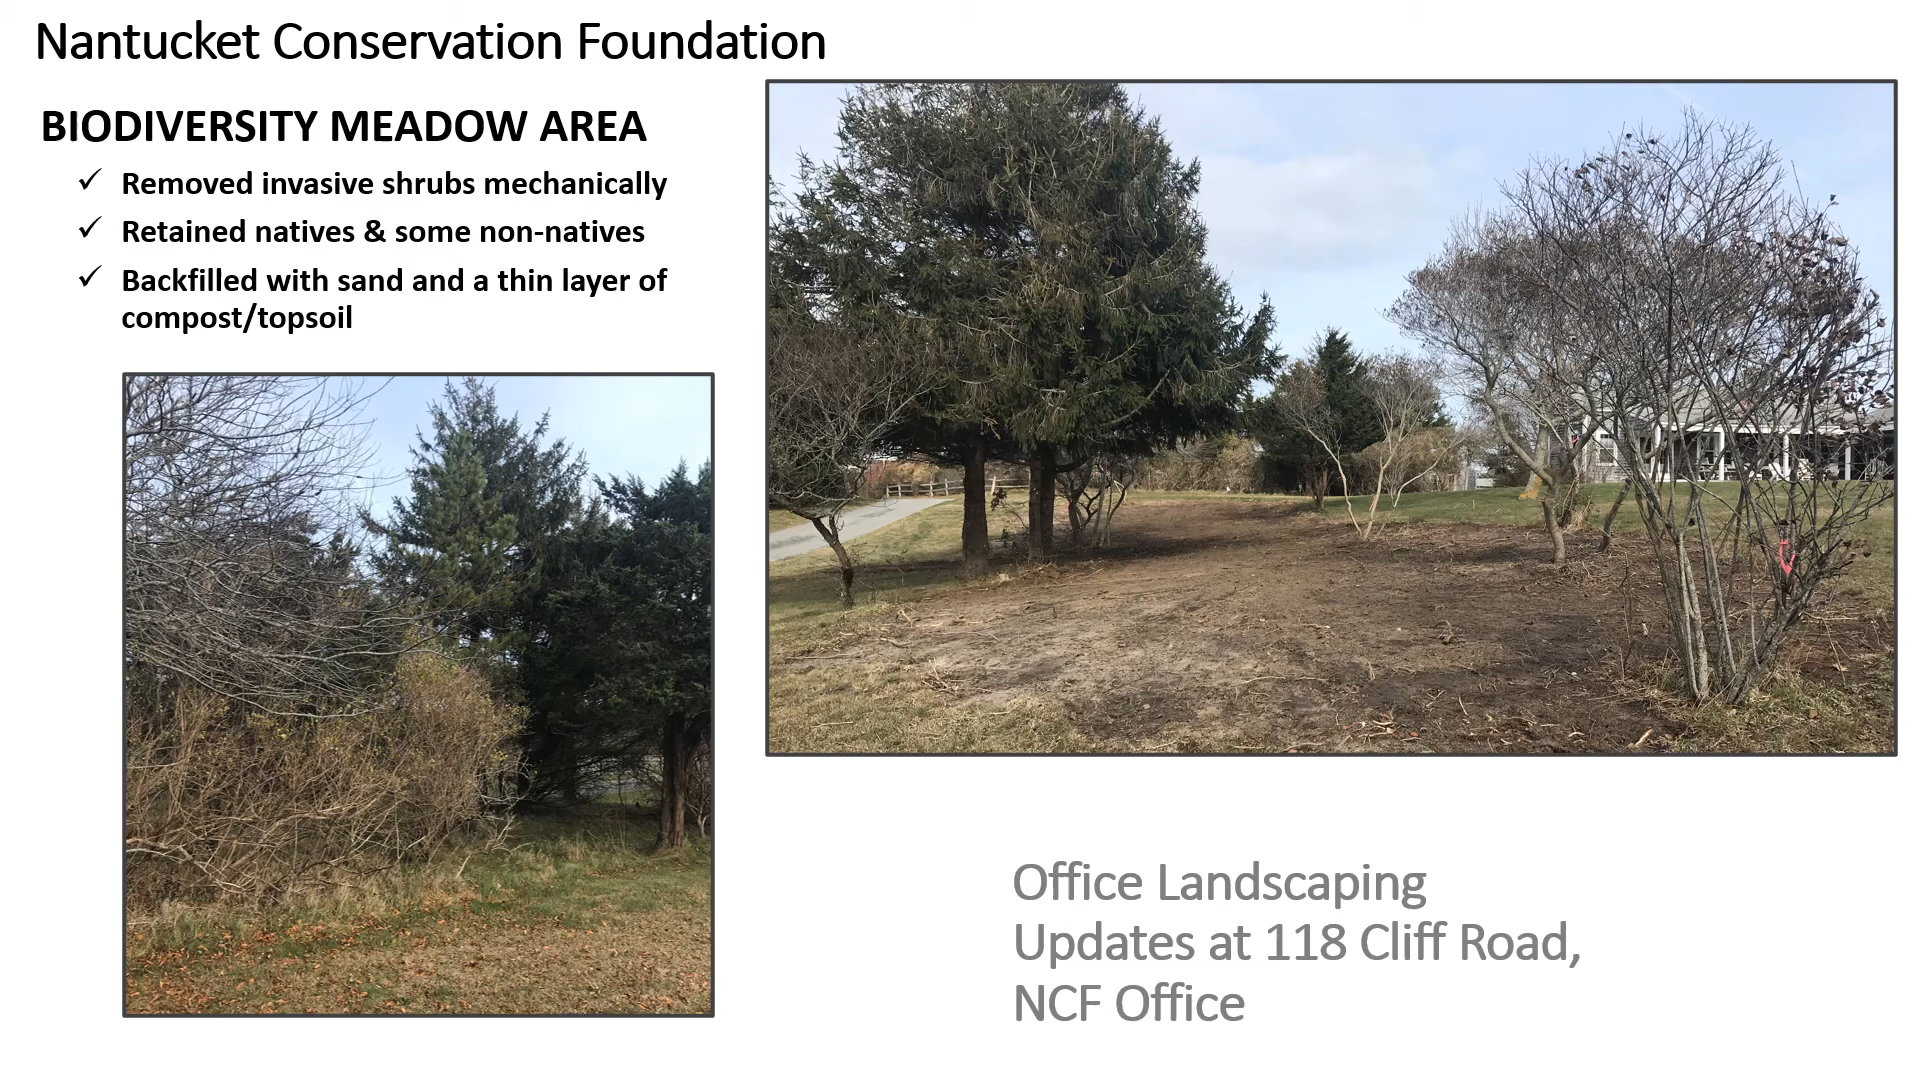 Nantucket Conservation Foundation
BIODIVERSITY MEADOW AREA
✓ Removed invasive shrubs mechanically
✓ Retained natives & some non-natives
✓ Backfilled with sand and a thin layer of
compost/topsoil
Office Landscaping
Updates at 118 Cliff Road,
NCF Office